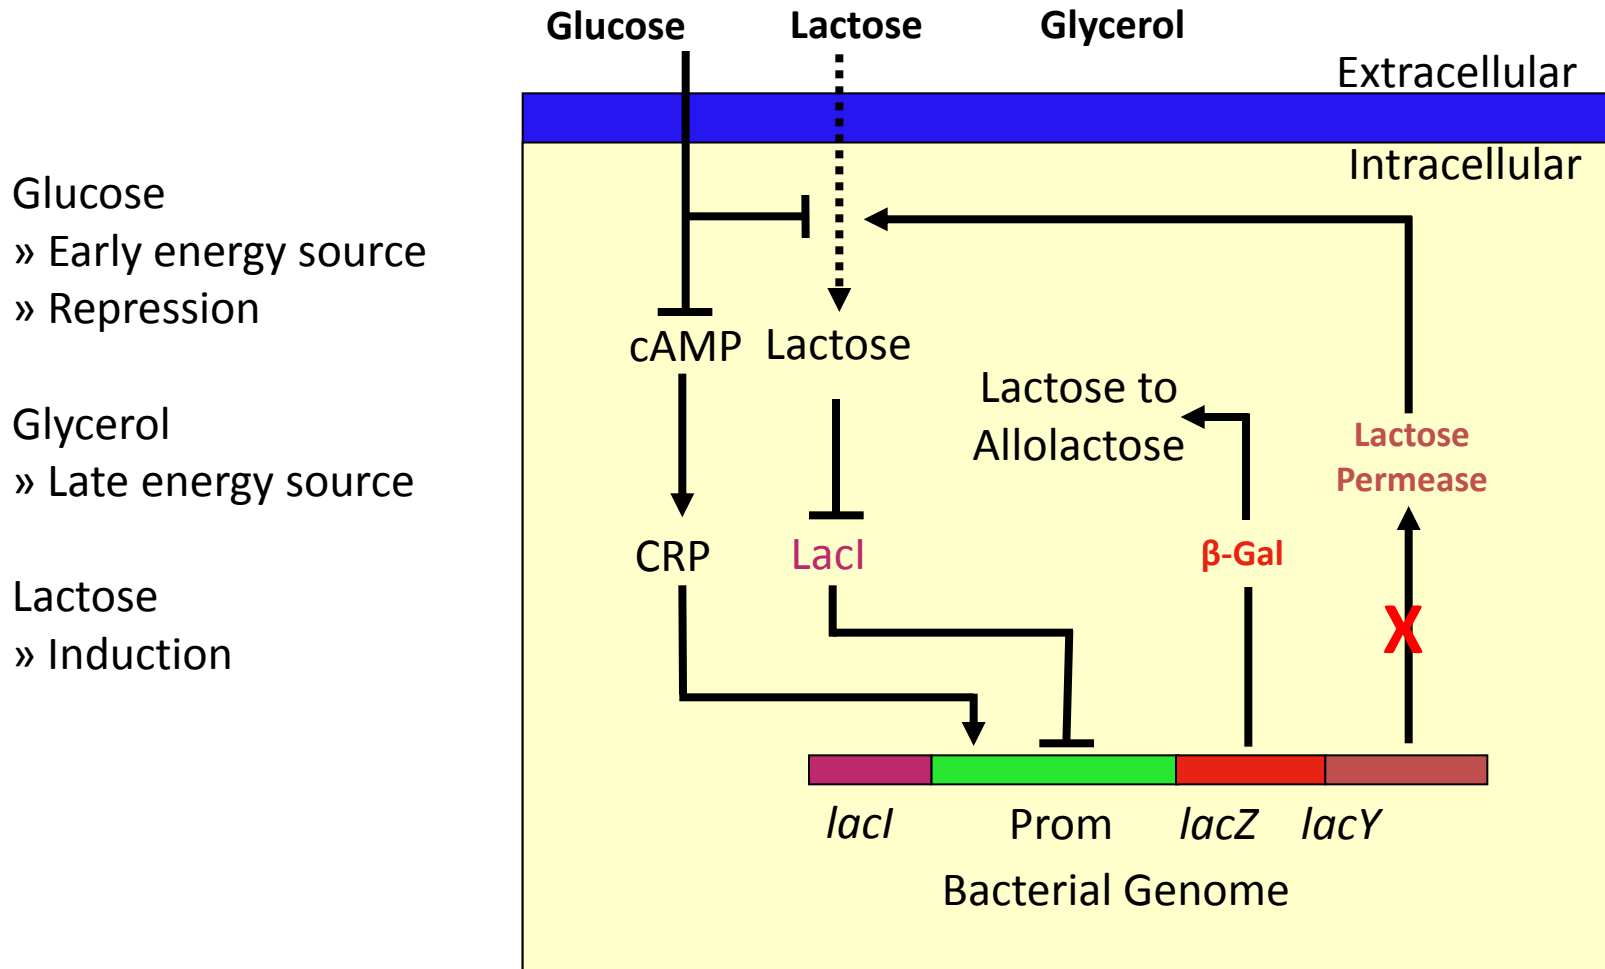 Glucose Lactose Glycerol
Extracellular
Intracellular
Glucose
» Early energy source
» Repression
Glycerol
» Late energy source
Lactose
» Induction
cAMP Lactose
Lactose to
Allolactose
Lactose
Permease
CRP LacI β-Gal
X
lacI Prom lacZ lacY
Bacterial Genome